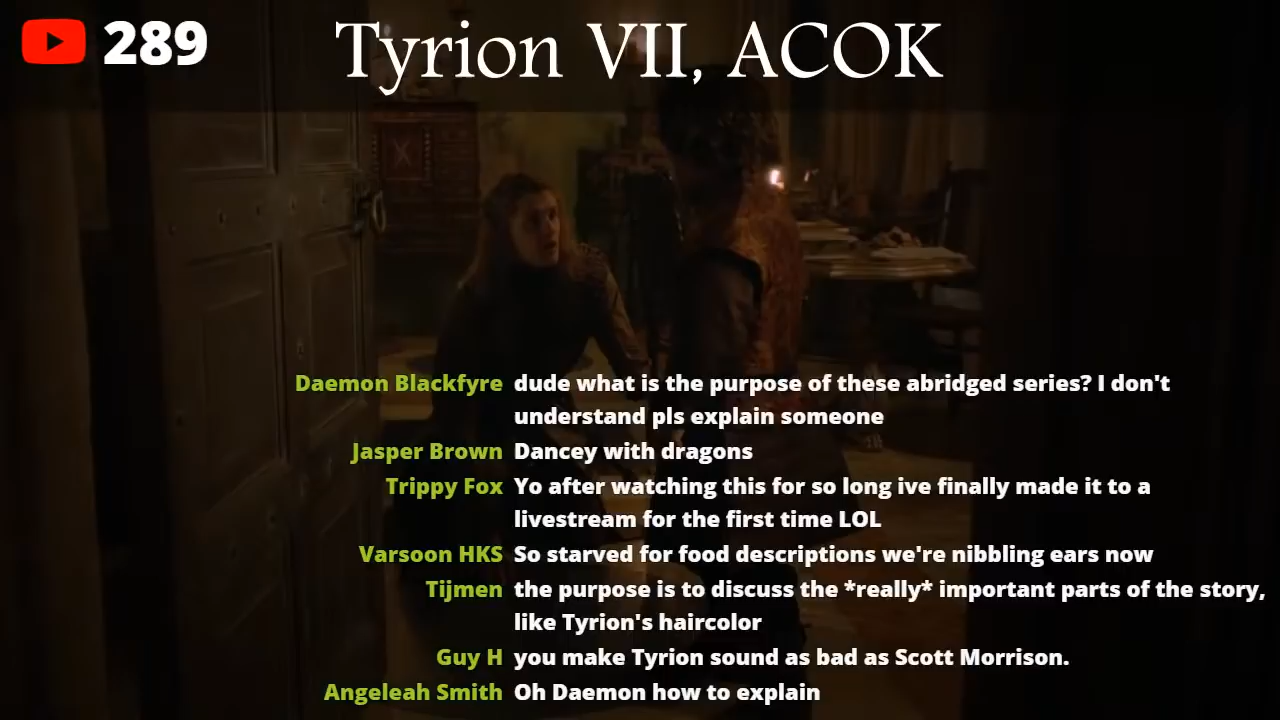 289
Tyrion VII, ACOK
Daemon Blackfyre dude what is the purpose of these abridged series? I don't
understand pls explain someone
Jasper Brown Dancey with dragons
Trippy Fox Yo after watching this for so long ive finally made it to a
livestream for the first time LOL
Varsoon HKS So starved for food descriptions we're nibbling ears now
Tijmen the purpose is to discuss the *really* important parts of the story,
like Tyrion's haircolor
Guy H you make Tyrion sound as bad as Scott Morrison.
Angeleah Smith Oh Daemon how to explain